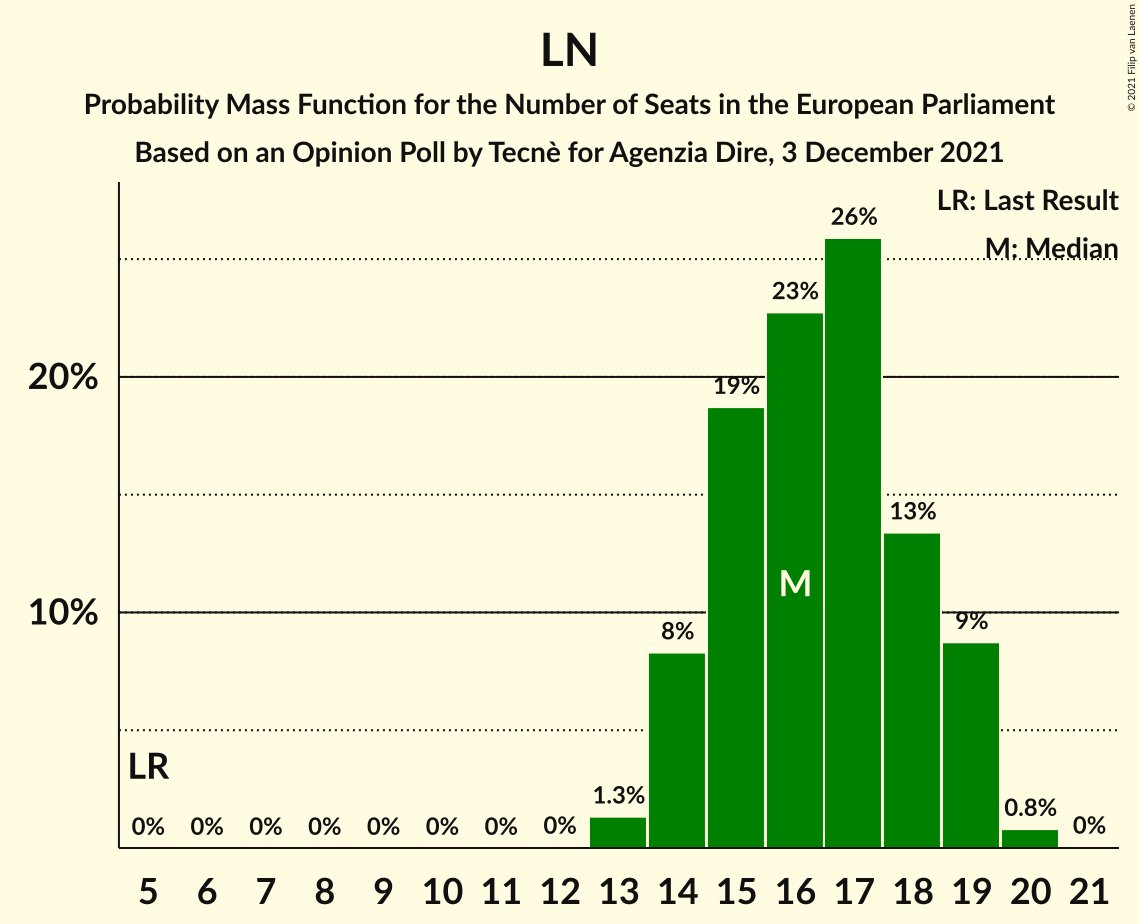 © 2021 Filip van Laenen
LN
Probability Mass Function for the Number of Seats in the European Parliament
Based on an Opinion Poll by Tecnè for Agenzia Dire, 3 December 2021
LR: Last Result
M: Median
26%
23%
20%
19%
13%
M
10%
9%
8%
LR
1.3%
0.8%
0% 0% 0% 0% 0% 0% 0% 0% 0%
5 6 7 8 9 10 11 12 13 14 15 16 17 18 19 20 21